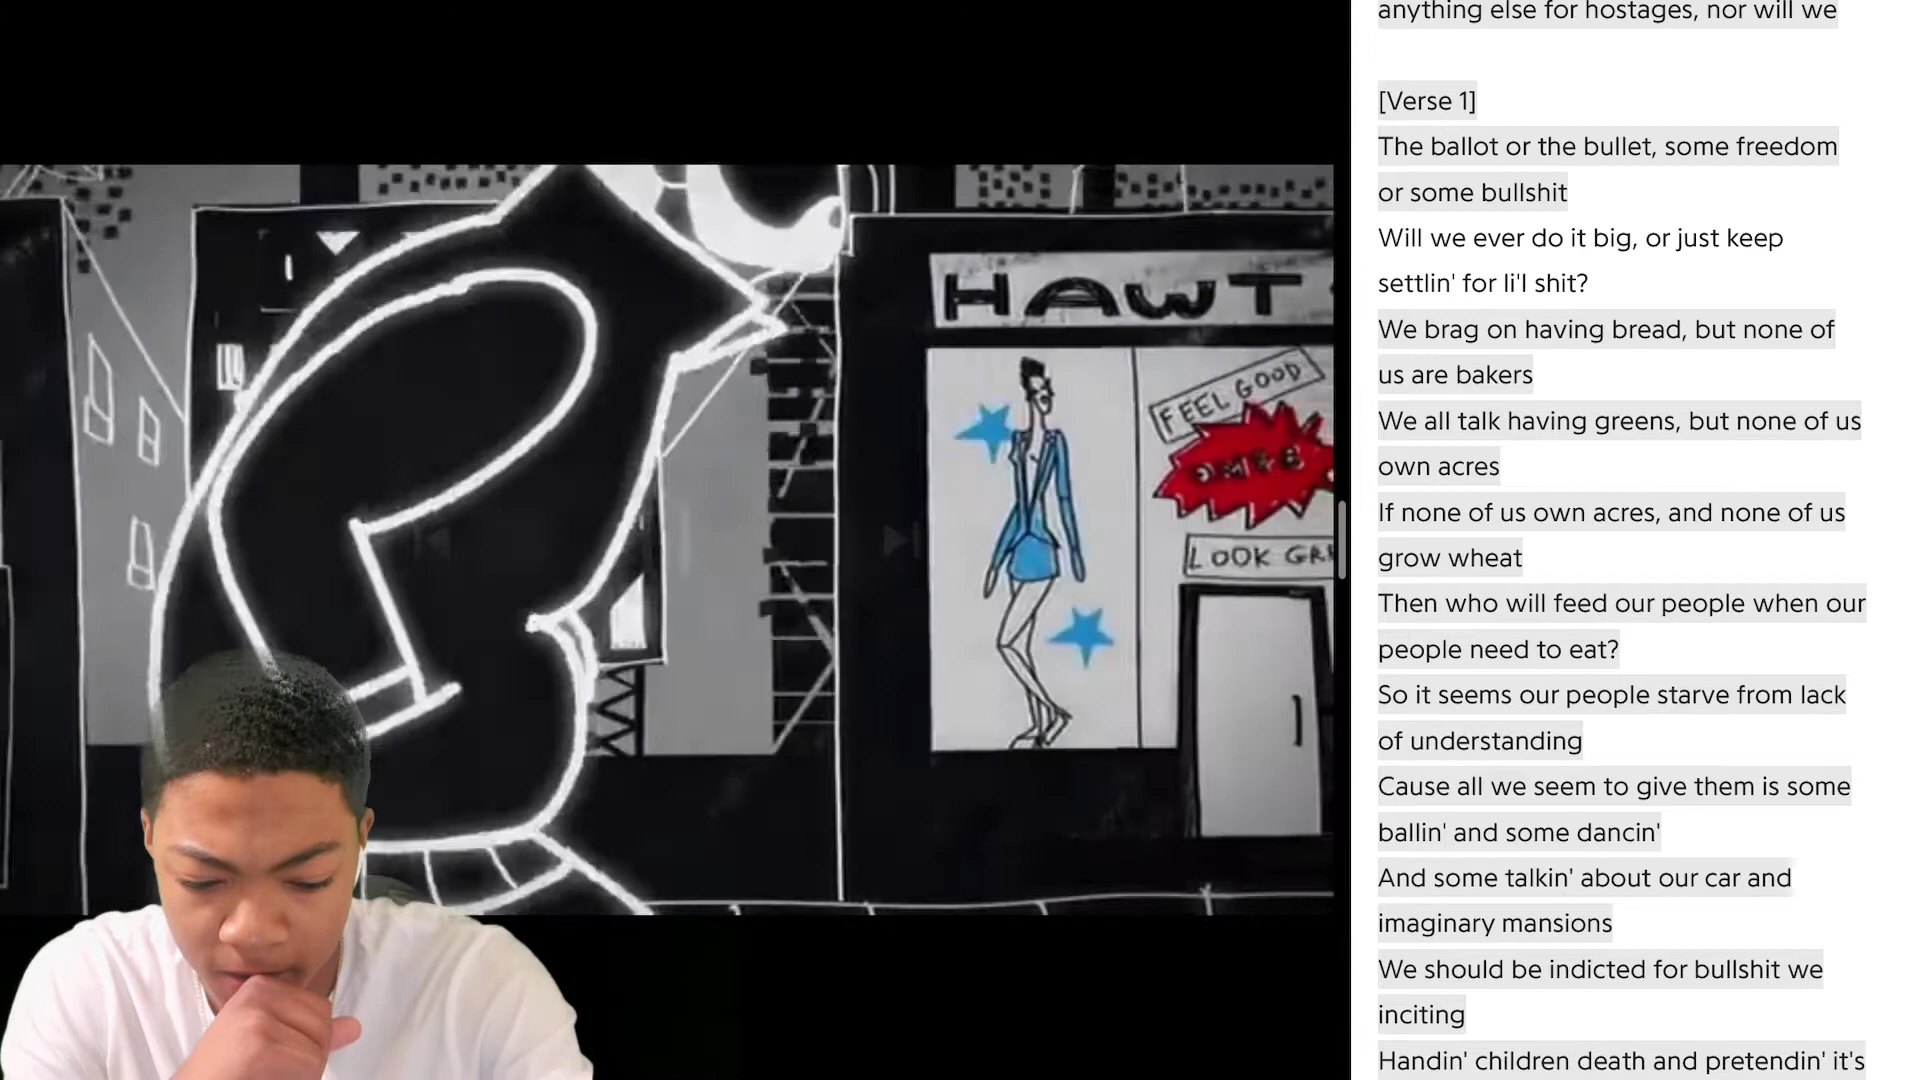 anything else for hostages, nor will we
[Verse 1]
The ballot or the bullet, some freedom
or some bullshit
Will we ever do it big, or just keep
settlin' for li'l shit?
We brag on having bread, but none of
us are bakers
We all talk having greens, but none of us
own acres
If none of us own acres, and none of us
grow wheat
Then who will feed our people when our
people need to eat?
So it seems our people starve from lack
of understanding
Cause all we seem to give them is some
ballin' and some dancin'
And some talkin' about our car and
imaginary mansions
We should be indicted for bullshit we
inciting
Handin' children death and pretendin' it's
HAWT
FEEL GOOD
LOOK GR